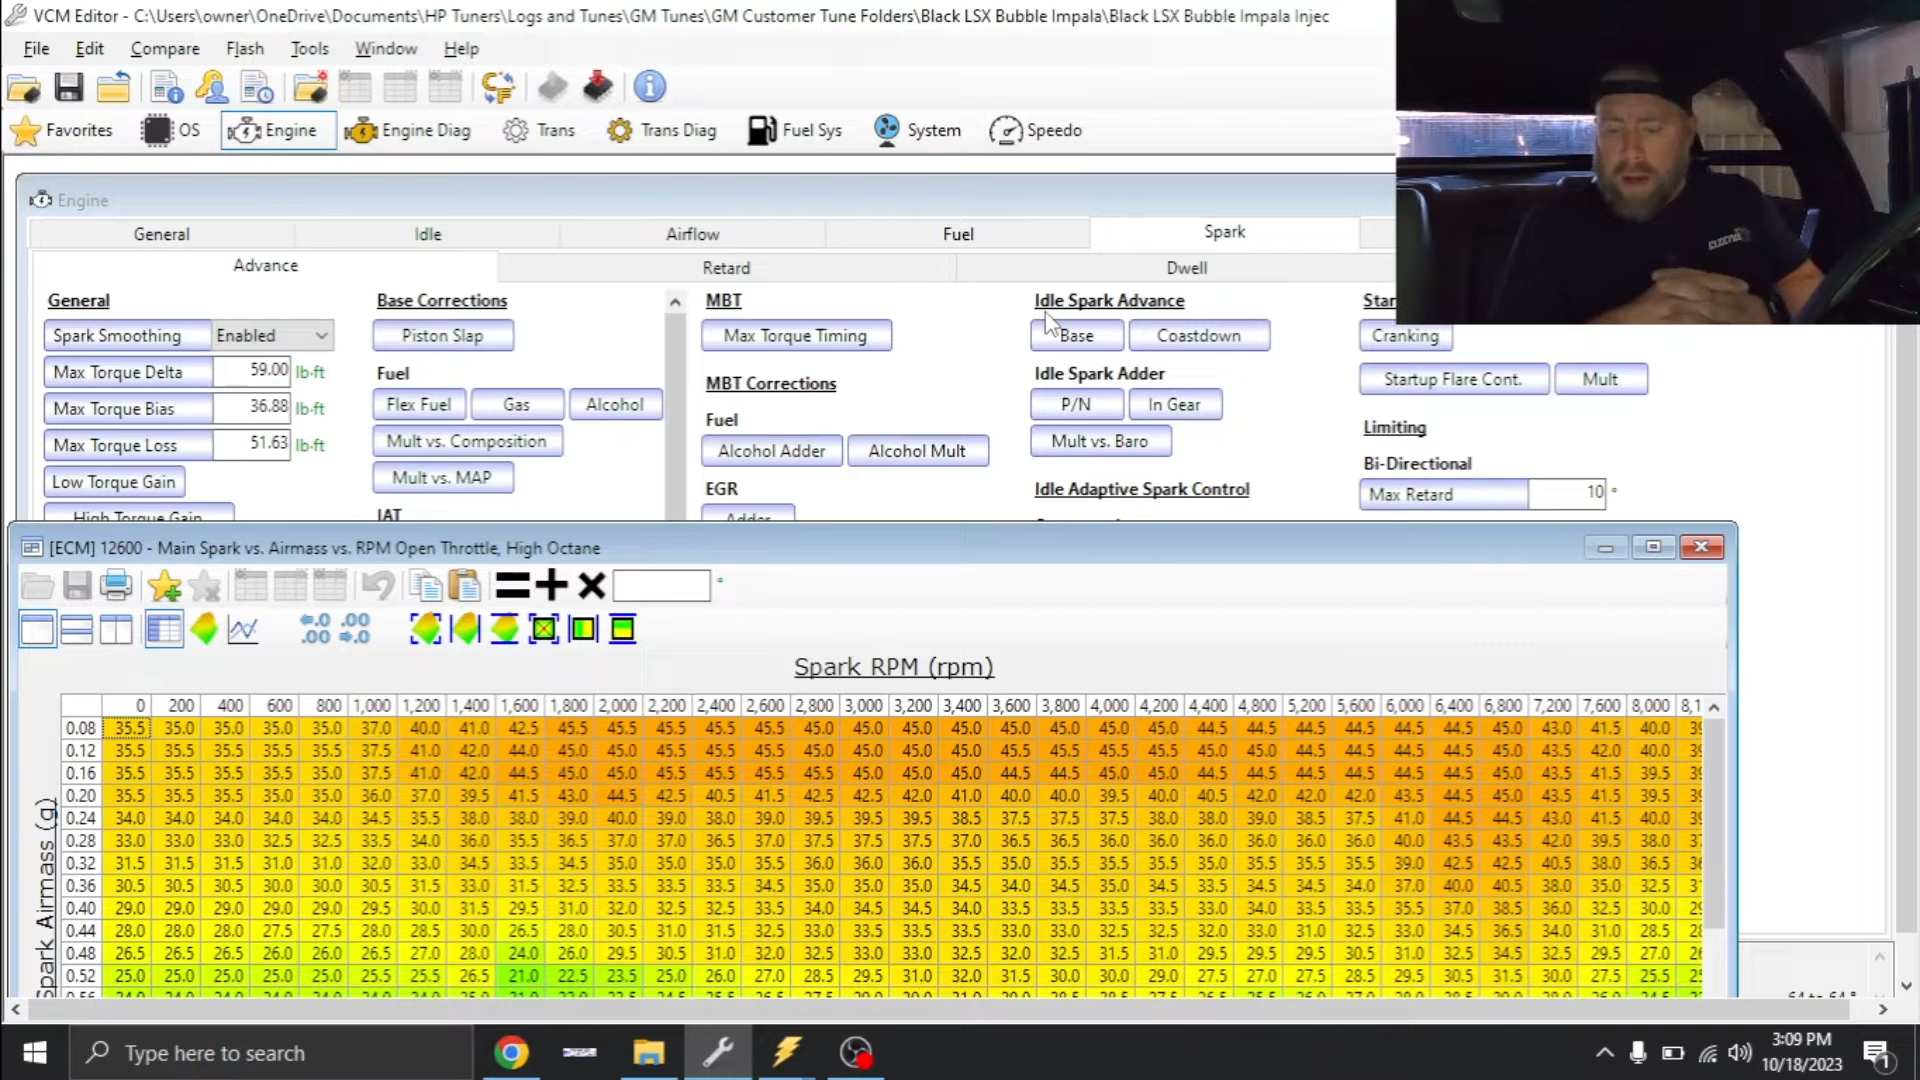 VCM Editor - C:\Users\owner\OneDrive\Documents\HP Tuners\Logs and Tunes\GM Tunes\GM Customer Tune Folders\Black LSX Bubble Impala\Black LSX Bubble Impala Injec
File Edit Compare Flash Tools Window Help
Favorites OS Engine Engine Diag Trans Trans Diag Fuel Sys System Speedo
Engine
General Idle Airflow Fuel Spark
Advance Retard Dwell
General Base Corrections MBT Idle Spark Advance Star
Spark Smoothing Enabled Piston Slap Max Torque Timing Base Coastdown Cranking
Max Torque Delta 59.00 lb·ft Fuel MBT Corrections Idle Spark Adder Startup Flare Cont. Mult
Max Torque Bias 36.88 lb·ft Flex Fuel Gas Alcohol Fuel P/N In Gear Limiting
Max Torque Loss 51.63 lb·ft Mult vs. Composition Alcohol Adder Alcohol Mult Mult vs. Baro Bi-Directional
Low Torque Gain Mult vs. MAP EGR Idle Adaptive Spark Control Max Retard 10 °
High Torque Gain IAT Adder
[ECM] 12600 - Main Spark vs. Airmass vs. RPM Open Throttle, High Octane
°
Spark RPM (rpm)
Spark Airmass (g)
0 200 400 600 800 1,000 1,200 1,400 1,600 1,800 2,000 2,200 2,400 2,600 2,800 3,000 3,200 3,400 3,600 3,800 4,000 4,200 4,400 4,800 5,200 5,600 6,000 6,400 6,800 7,200 7,600 8,000 8,1
0.08 35.5 35.0 35.0 35.0 35.0 37.0 40.0 41.0 42.5 45.5 45.5 45.5 45.5 45.5 45.0 45.0 45.0 45.0 45.0 45.0 45.0 45.0 44.5 44.5 44.5 44.5 44.5 44.5 45.0 43.0 41.5 40.0
0.12 35.5 35.5 35.5 35.5 35.5 37.5 41.0 42.0 44.0 45.0 45.0 45.5 45.5 45.5 45.0 45.0 45.0 45.0 45.5 45.5 45.0 45.0 45.0 44.5 44.5 44.5 44.5 44.5 45.0 43.5 42.0 40.0
0.16 35.5 35.5 35.5 35.5 35.0 37.5 41.0 42.0 44.5 45.0 45.0 45.5 45.5 45.5 45.0 45.0 45.0 45.0 44.5 44.5 45.0 45.0 44.5 44.5 44.5 44.5 44.5 44.5 45.0 43.5 41.5 39.5
0.20 35.5 35.5 35.5 35.0 35.0 36.0 37.0 39.5 41.5 43.0 44.5 42.5 40.5 41.5 42.5 42.5 42.0 41.0 40.0 40.0 39.5 40.0 40.5 42.0 42.0 42.0 43.5 44.5 45.0 43.5 41.5 39.5
0.24 34.0 34.0 34.0 34.0 34.0 34.5 35.5 38.0 38.0 39.0 40.0 39.0 38.0 39.0 39.5 39.5 39.5 38.5 37.5 37.5 37.5 38.0 38.0 39.0 38.5 37.5 41.0 44.5 44.5 43.0 41.5 40.0
0.28 33.0 33.0 33.0 32.5 32.5 33.5 34.0 36.0 35.5 36.5 37.0 37.0 36.5 37.0 37.5 37.5 37.5 37.0 36.5 36.5 36.0 36.0 36.0 36.0 36.0 36.0 40.0 43.5 43.5 42.0 39.5 38.0
0.32 31.5 31.5 31.5 31.0 31.0 32.0 33.0 34.5 33.5 34.5 35.0 35.0 35.0 35.5 36.0 36.0 36.0 35.5 35.0 35.5 35.0 35.0 35.5 35.5 35.5 35.5 39.0 42.5 42.5 40.5 38.0 36.5
0.36 30.5 30.5 30.5 30.0 30.0 30.5 31.5 33.0 31.5 32.5 33.5 33.5 33.5 34.5 35.0 35.0 35.0 34.5 34.0 34.5 35.0 34.5 33.5 34.5 34.5 34.0 37.0 40.0 40.5 38.0 35.0 32.5
0.40 29.0 29.0 29.0 29.0 29.0 29.5 30.0 31.5 29.5 31.0 32.0 32.5 32.5 33.5 34.0 34.5 34.5 34.0 33.5 33.5 33.5 33.5 33.0 34.0 33.5 33.5 35.5 37.0 38.5 36.0 32.5 30.0
0.44 28.0 28.0 28.0 27.5 27.5 28.0 28.5 30.0 26.5 28.0 30.5 31.0 31.5 32.5 33.0 33.5 33.5 33.5 33.0 33.0 32.5 32.5 32.0 33.0 31.0 32.5 33.0 34.5 36.5 34.0 31.0 28.5
0.48 26.5 26.5 26.5 26.0 26.0 26.5 27.0 28.0 24.0 26.0 29.5 30.5 31.0 32.0 32.5 33.0 33.0 32.5 32.0 32.0 31.5 31.0 29.5 29.5 29.5 30.5 31.0 32.5 34.5 32.5 29.5 27.0
0.52 25.0 25.0 25.0 25.0 25.0 25.5 25.5 26.5 21.0 22.5 23.5 25.0 26.0 27.0 28.5 29.5 31.0 32.0 31.5 30.0 30.0 29.0 27.5 27.5 27.5 28.5 29.5 30.5 31.5 30.0 27.5 25.5
Type here to search
3:09 PM
10/18/2023
1